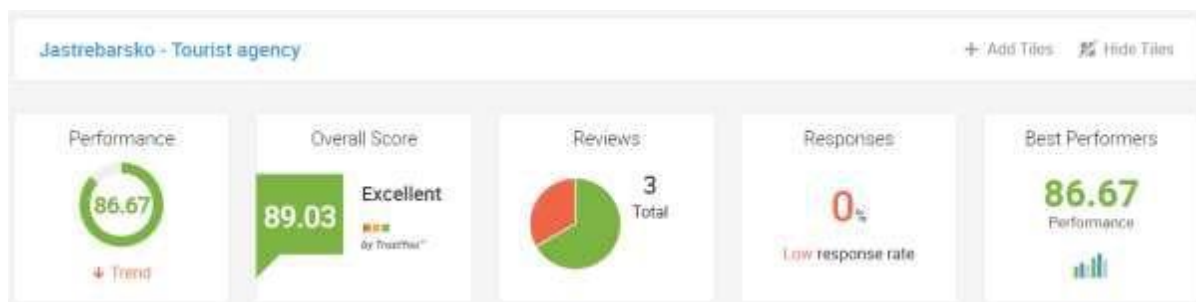 Jastrebarsko - Tourist agency
+ Add Tiles Hide Tiles
Performance
86.67
Trend
Overall Score
89.03
Excellent
by TrustYou™
Reviews
3
Total
Responses
0%
Low response rate
Best Performers
86.67
Performance